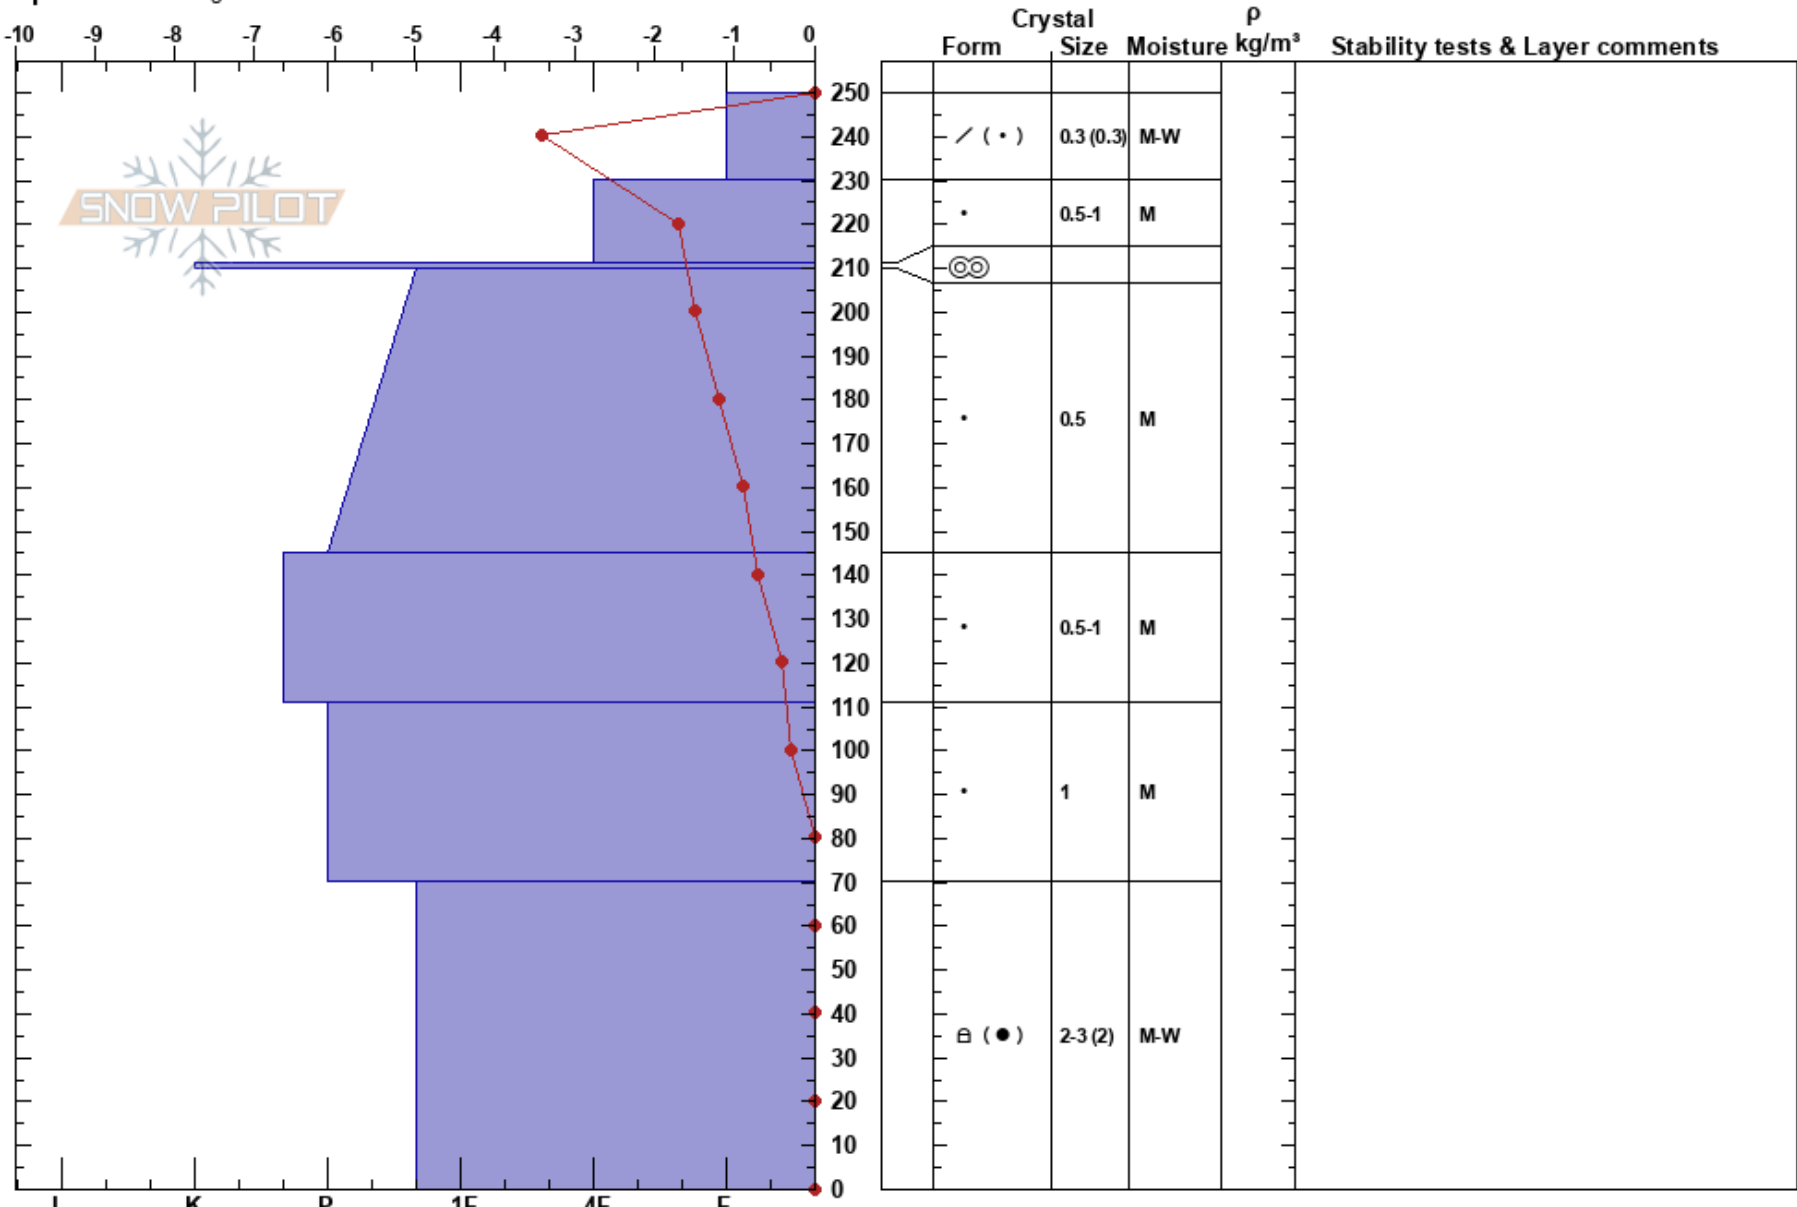 Crystal ρ
-10 -9 -8 -7 -6 -5 -4 -3 -2 -1 0 Form Size Moisture kg/m³ Stability tests & Layer comments
250
240 / ( • ) 0.3 (0.3) M-W
230
SNOW PILOT
220 • 0.5-1 M
210
200
190
180
• 0.5 M
170
160
150
140
130 • 0.5-1 M
120
110
100
90 • 1 M
80
70
60
50
40
( ● ) 2-3 (2) M-W
30
20
10
0
I K P 1F 4F F